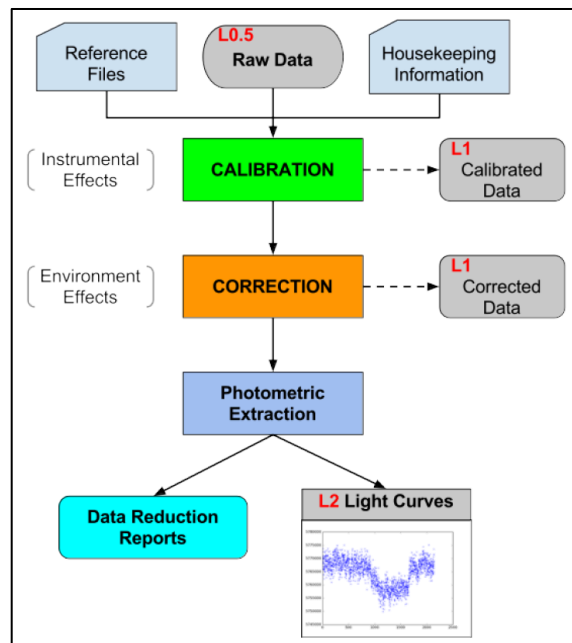 Reference
Files
L0.5
Raw Data
Housekeeping
Information
Instrumental
Effects
CALIBRATION
L1
Calibrated
Data
Environment
Effects
CORRECTION
L1
Corrected
Data
Photometric
Extraction
Data Reduction
Reports
L2 Light Curves